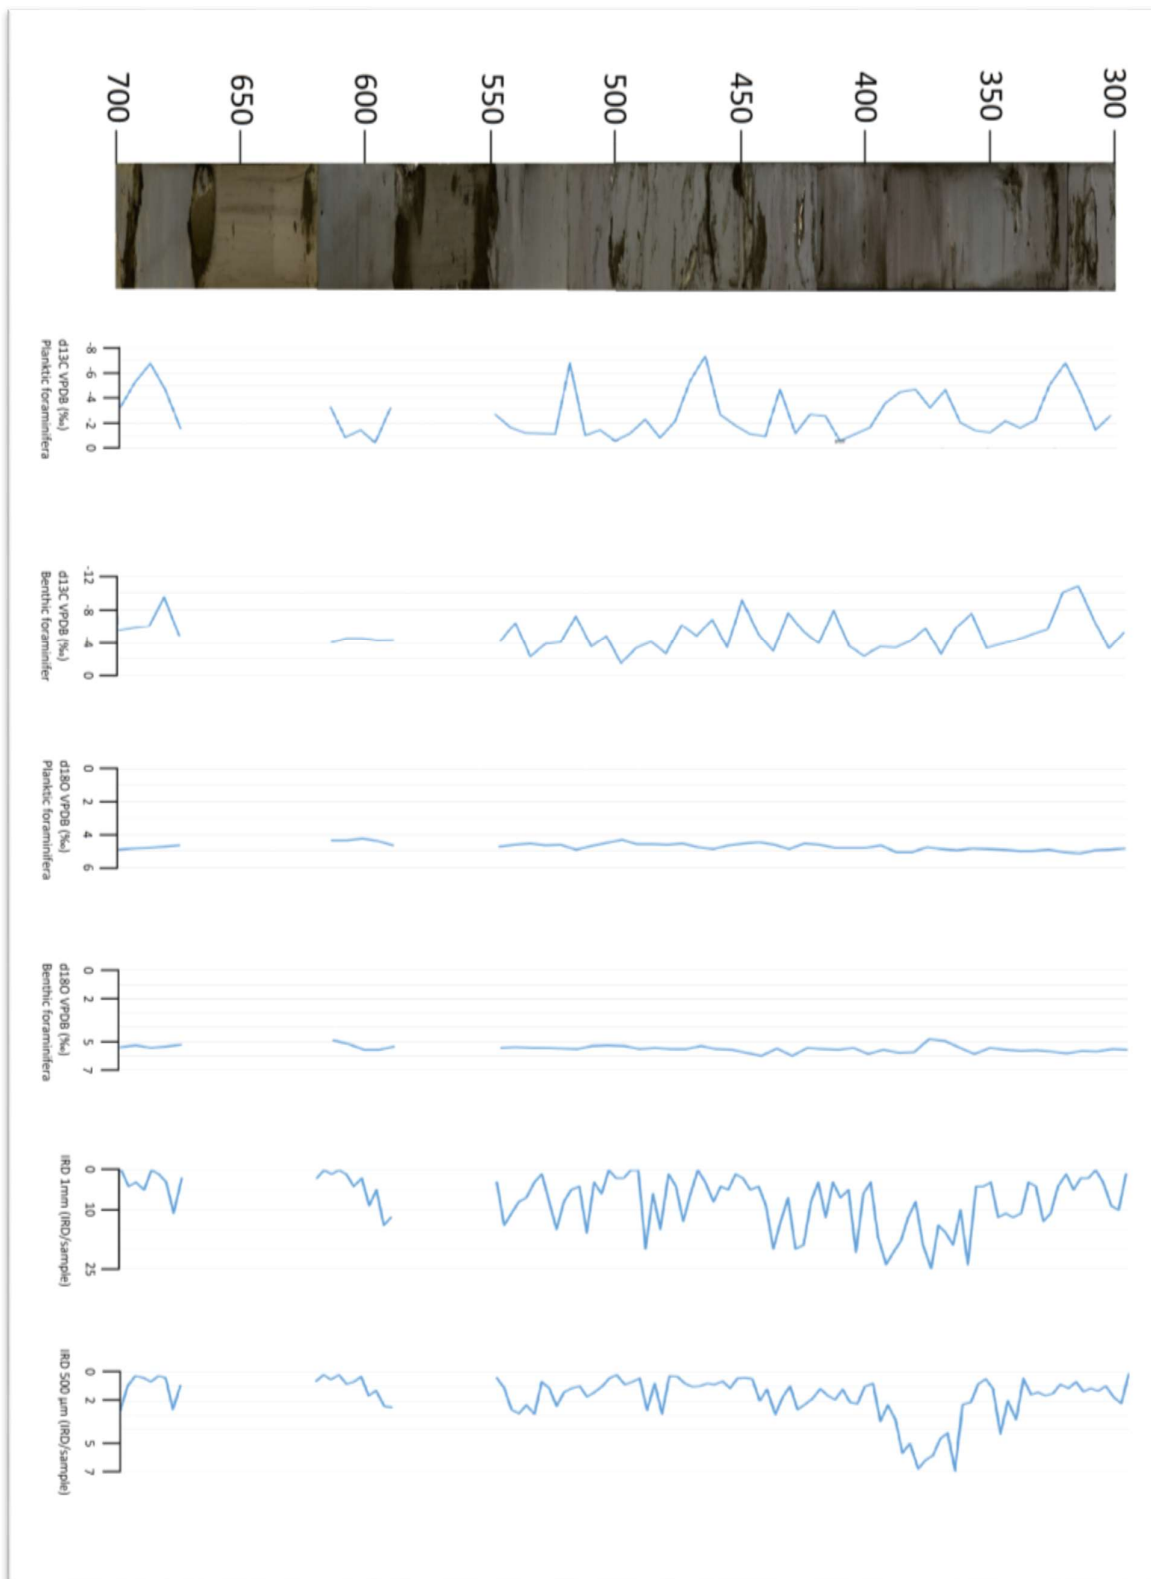 700 650 600 550 500 450 400 350 300
d13C VPDB (‰)
Planktic foraminifera
-8 -6 -4 -2 0
d13C VPDB (‰)
Benthic foraminifer
-12 -8 -4 0
d18O VPDB (‰)
Planktic foraminifera
0 2 4 6
d18O VPDB (‰)
Benthic foraminifera
0 2 5 7
IRD 1mm (IRD/sample)
0 10 25
IRD 500 µm (IRD/sample)
0 2 5 7